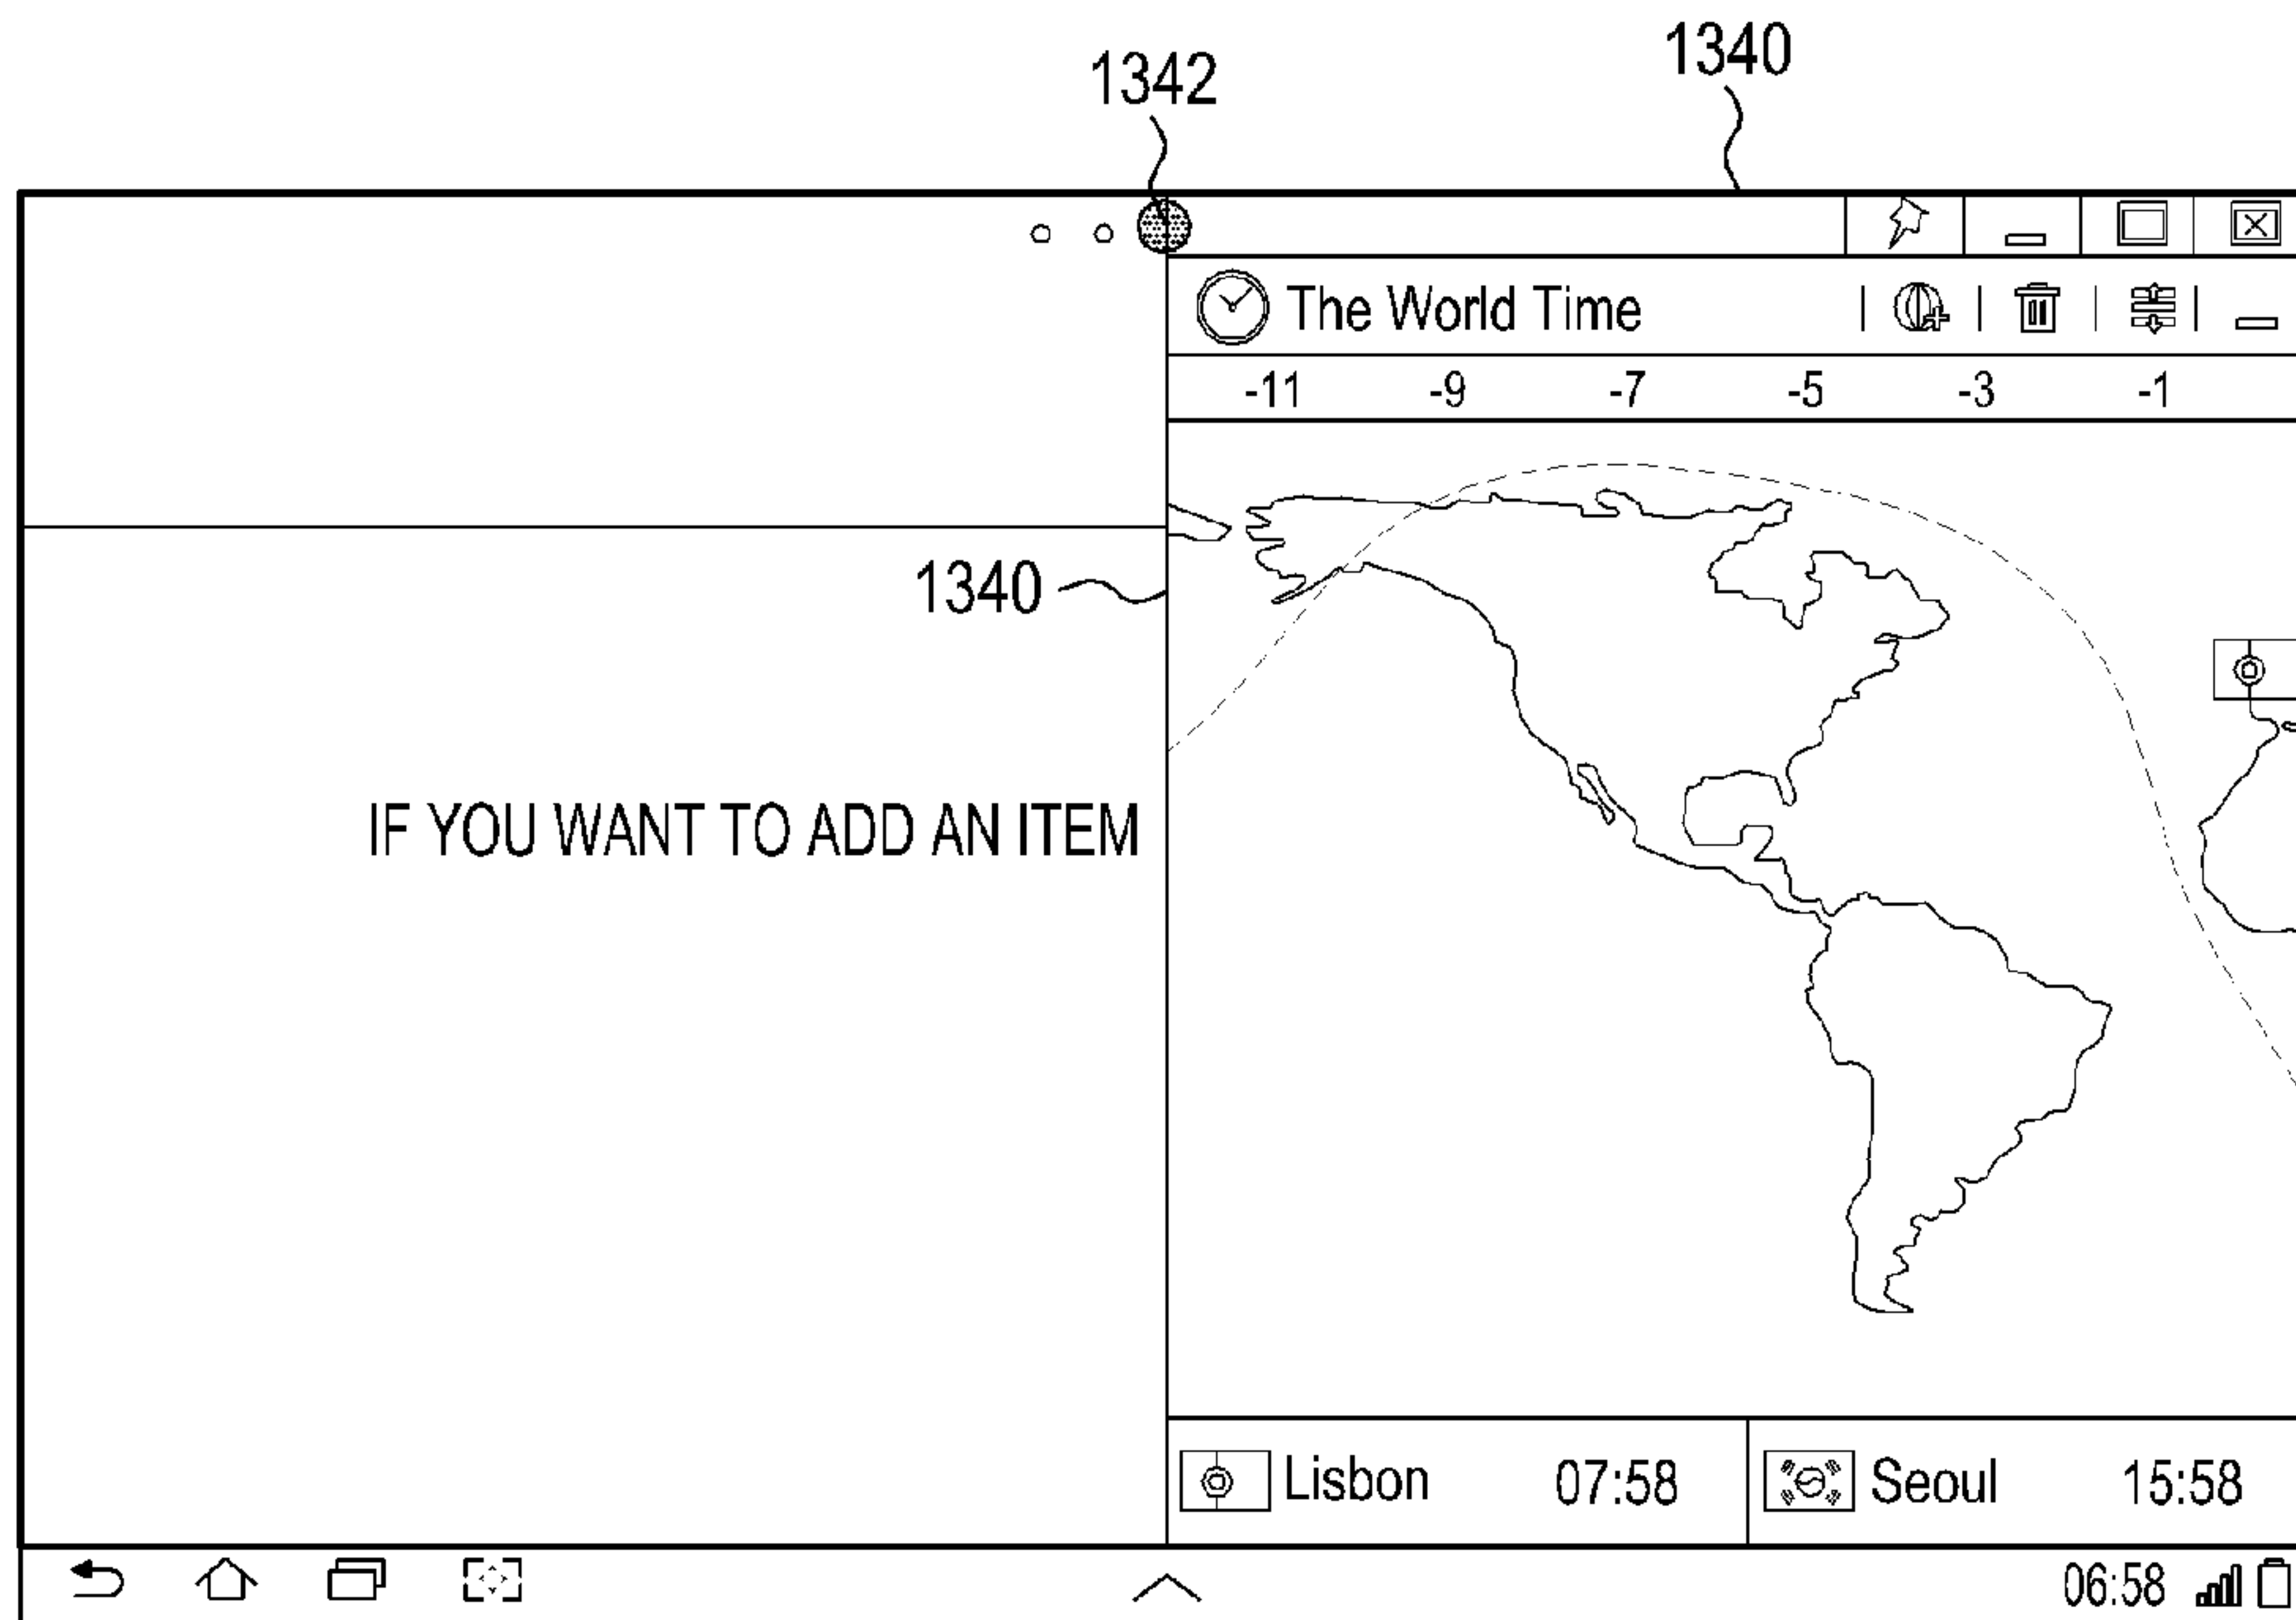 1342
1340
The World Time
-11 -9 -7 -5 -3 -1
1340
IF YOU WANT TO ADD AN ITEM
Lisbon 07:58 Seoul 15:58
06:58